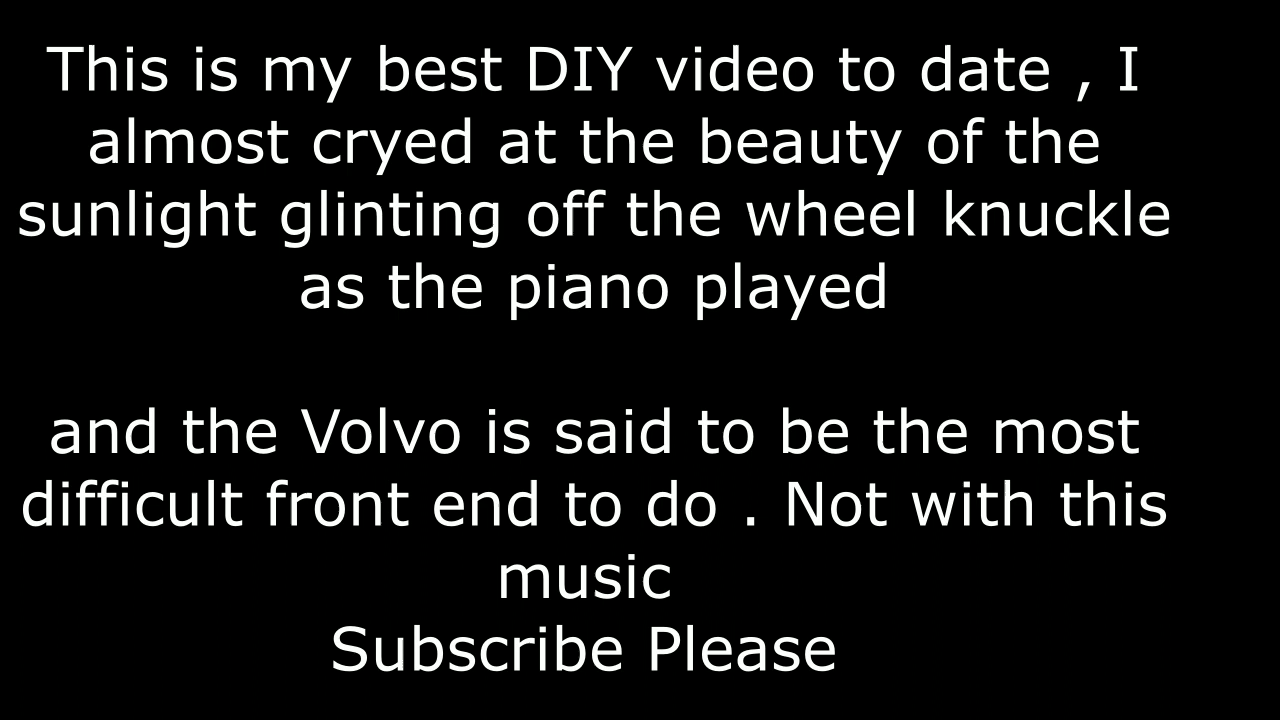 This is my best DIY video to date , I
almost cryed at the beauty of the
sunlight glinting off the wheel knuckle
as the piano played
and the Volvo is said to be the most
difficult front end to do . Not with this
music
Subscribe Please